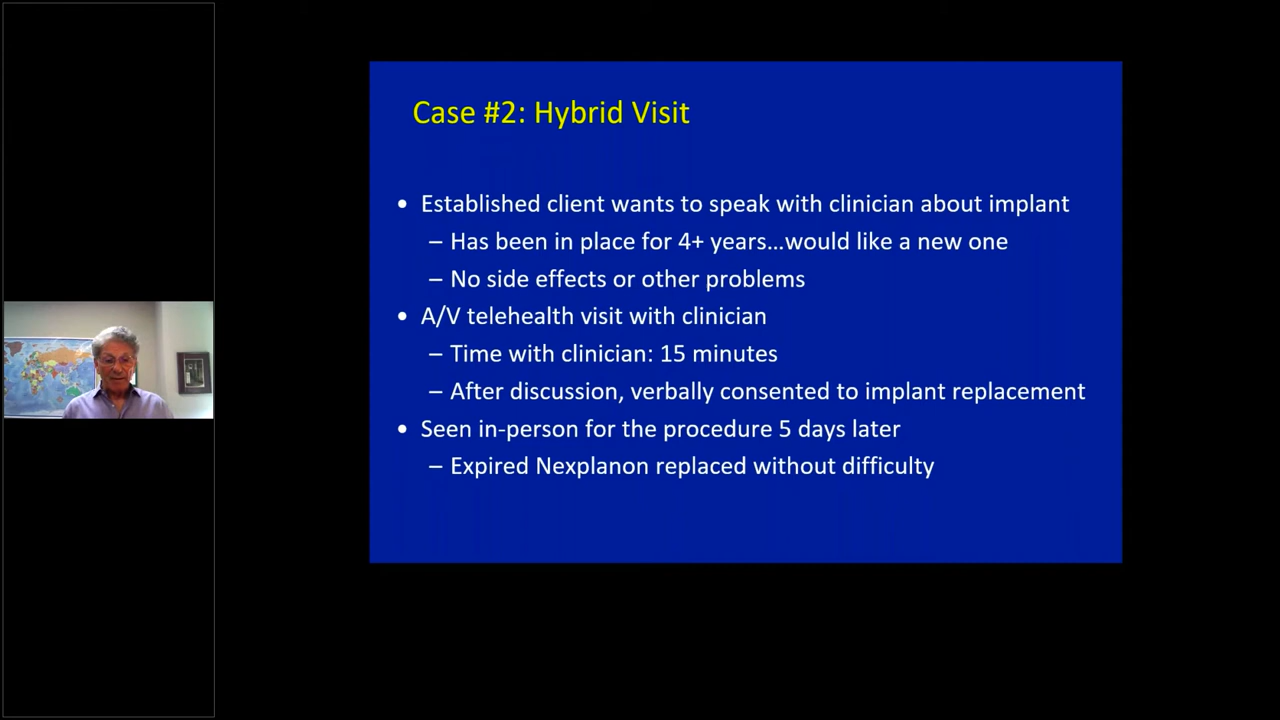 Case #2: Hybrid Visit
• Established client wants to speak with clinician about implant
– Has been in place for 4+ years…would like a new one
– No side effects or other problems
• A/V telehealth visit with clinician
– Time with clinician: 15 minutes
– After discussion, verbally consented to implant replacement
• Seen in-person for the procedure 5 days later
– Expired Nexplanon replaced without difficulty